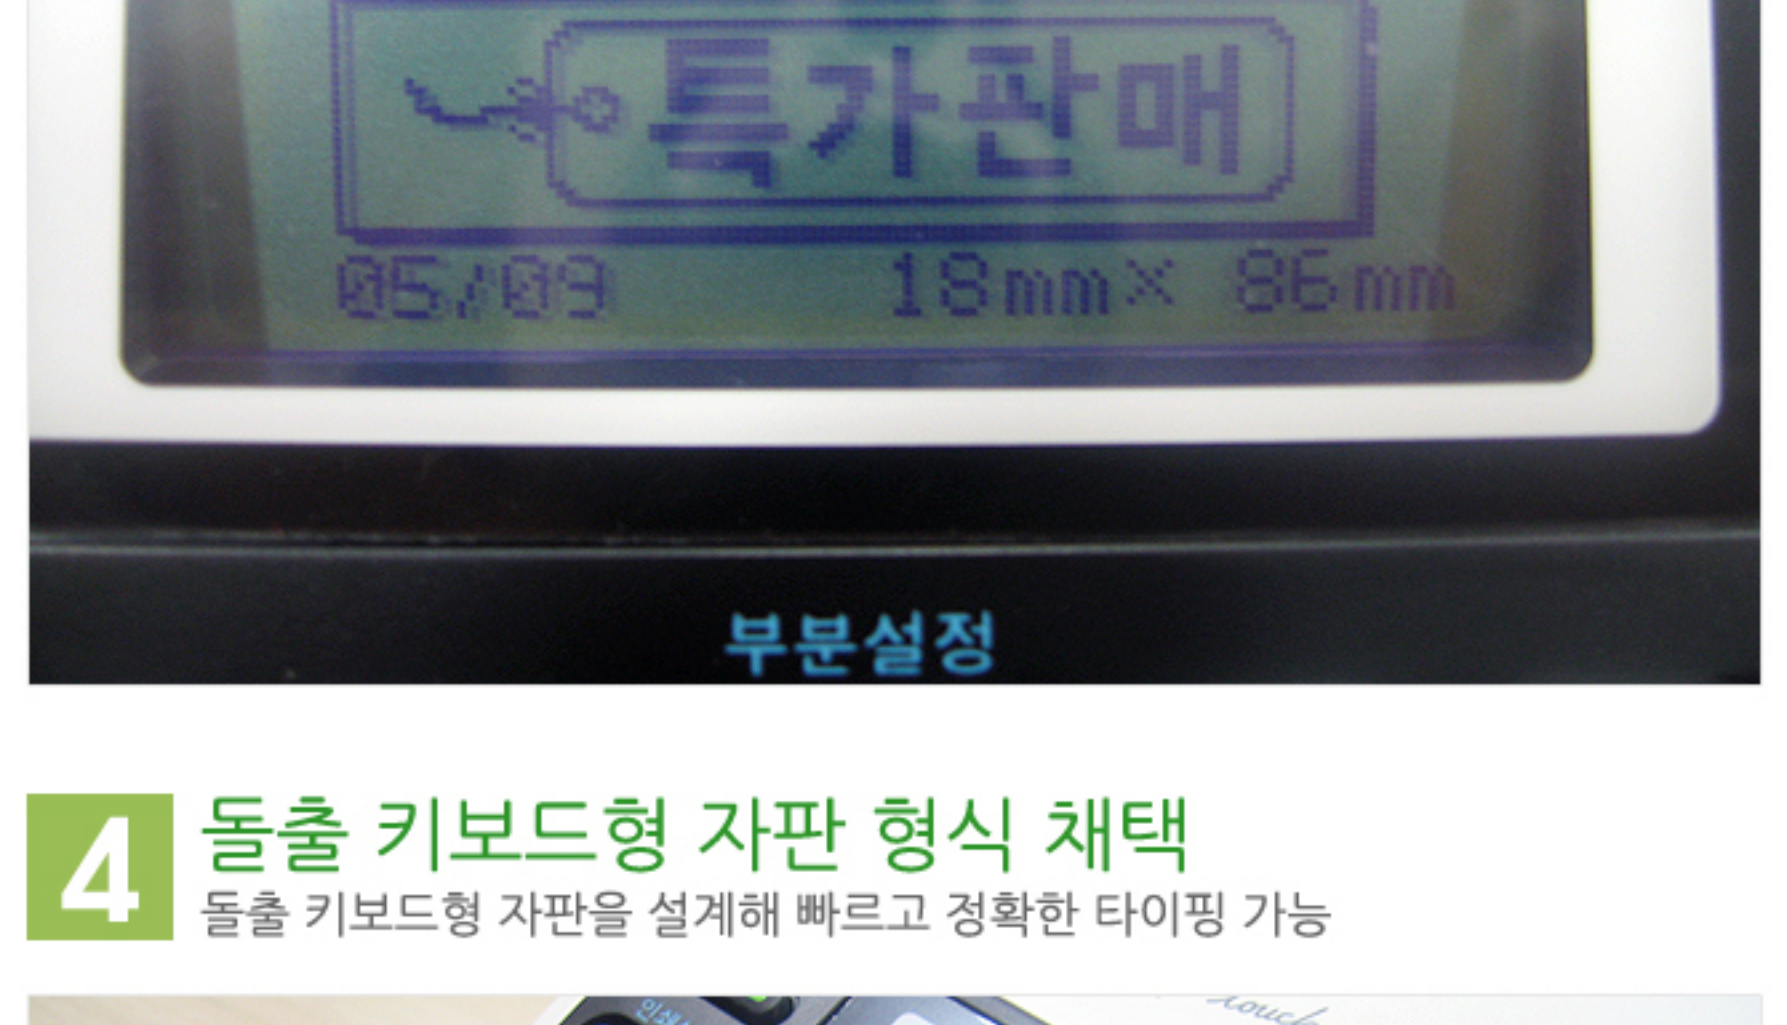 특가판매
05/09 18mm× 86mm
부분설정
4 돌출 키보드형 자판 형식 채택
돌출 키보드형 자판을 설계해 빠르고 정확한 타이핑 가능
touch